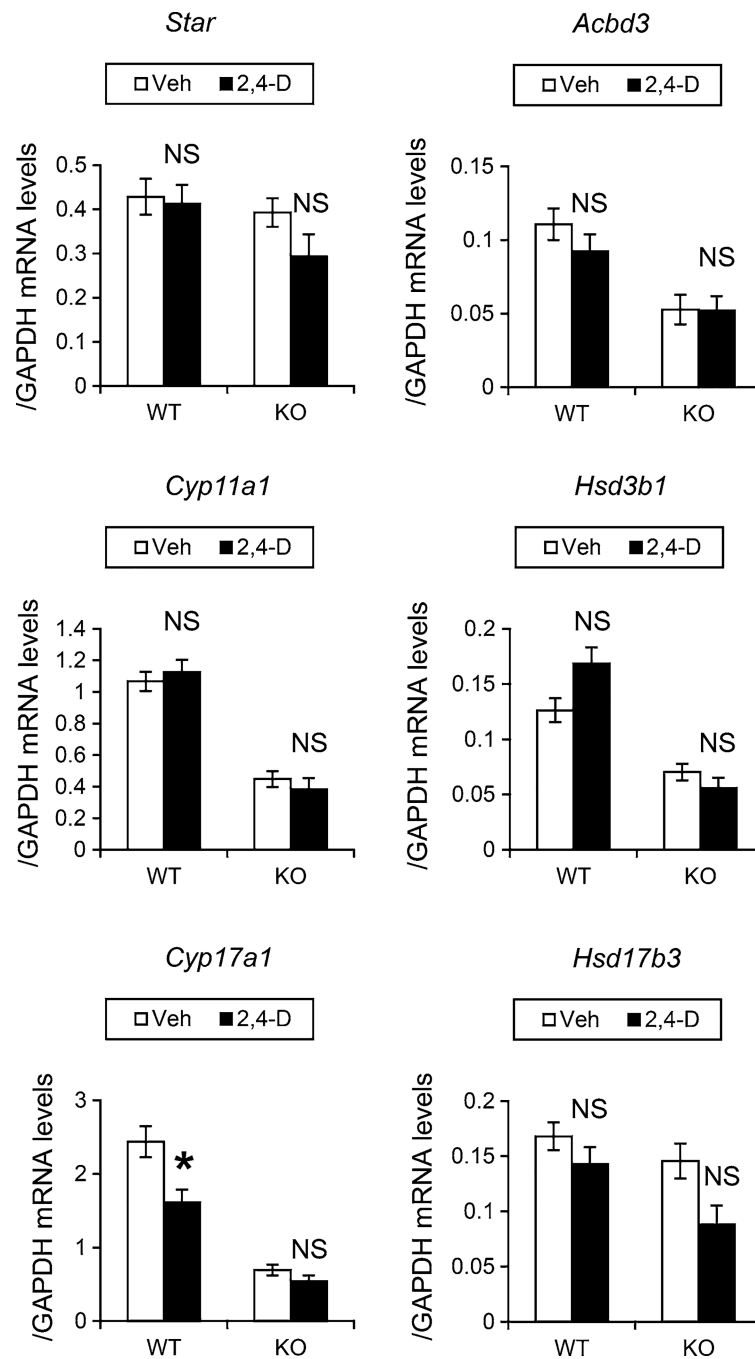 Star
Veh 2,4-D
/GAPDH mRNA levels
0.5
0.4
0.3
0.2
0.1
0
NS
NS
WT KO
Acbd3
Veh 2,4-D
/GAPDH mRNA levels
0.15
0.1
0.05
0
NS
NS
WT KO
Cyp11a1
Veh 2,4-D
/GAPDH mRNA levels
1.4
1.2
1
0.8
0.6
0.4
0.2
0
NS
NS
WT KO
Hsd3b1
Veh 2,4-D
/GAPDH mRNA levels
0.2
0.15
0.1
0.05
0
NS
NS
WT KO
Cyp17a1
Veh 2,4-D
/GAPDH mRNA levels
3
2
1
0
*
NS
WT KO
Hsd17b3
Veh 2,4-D
/GAPDH mRNA levels
0.2
0.15
0.1
0.05
0
NS
NS
WT KO